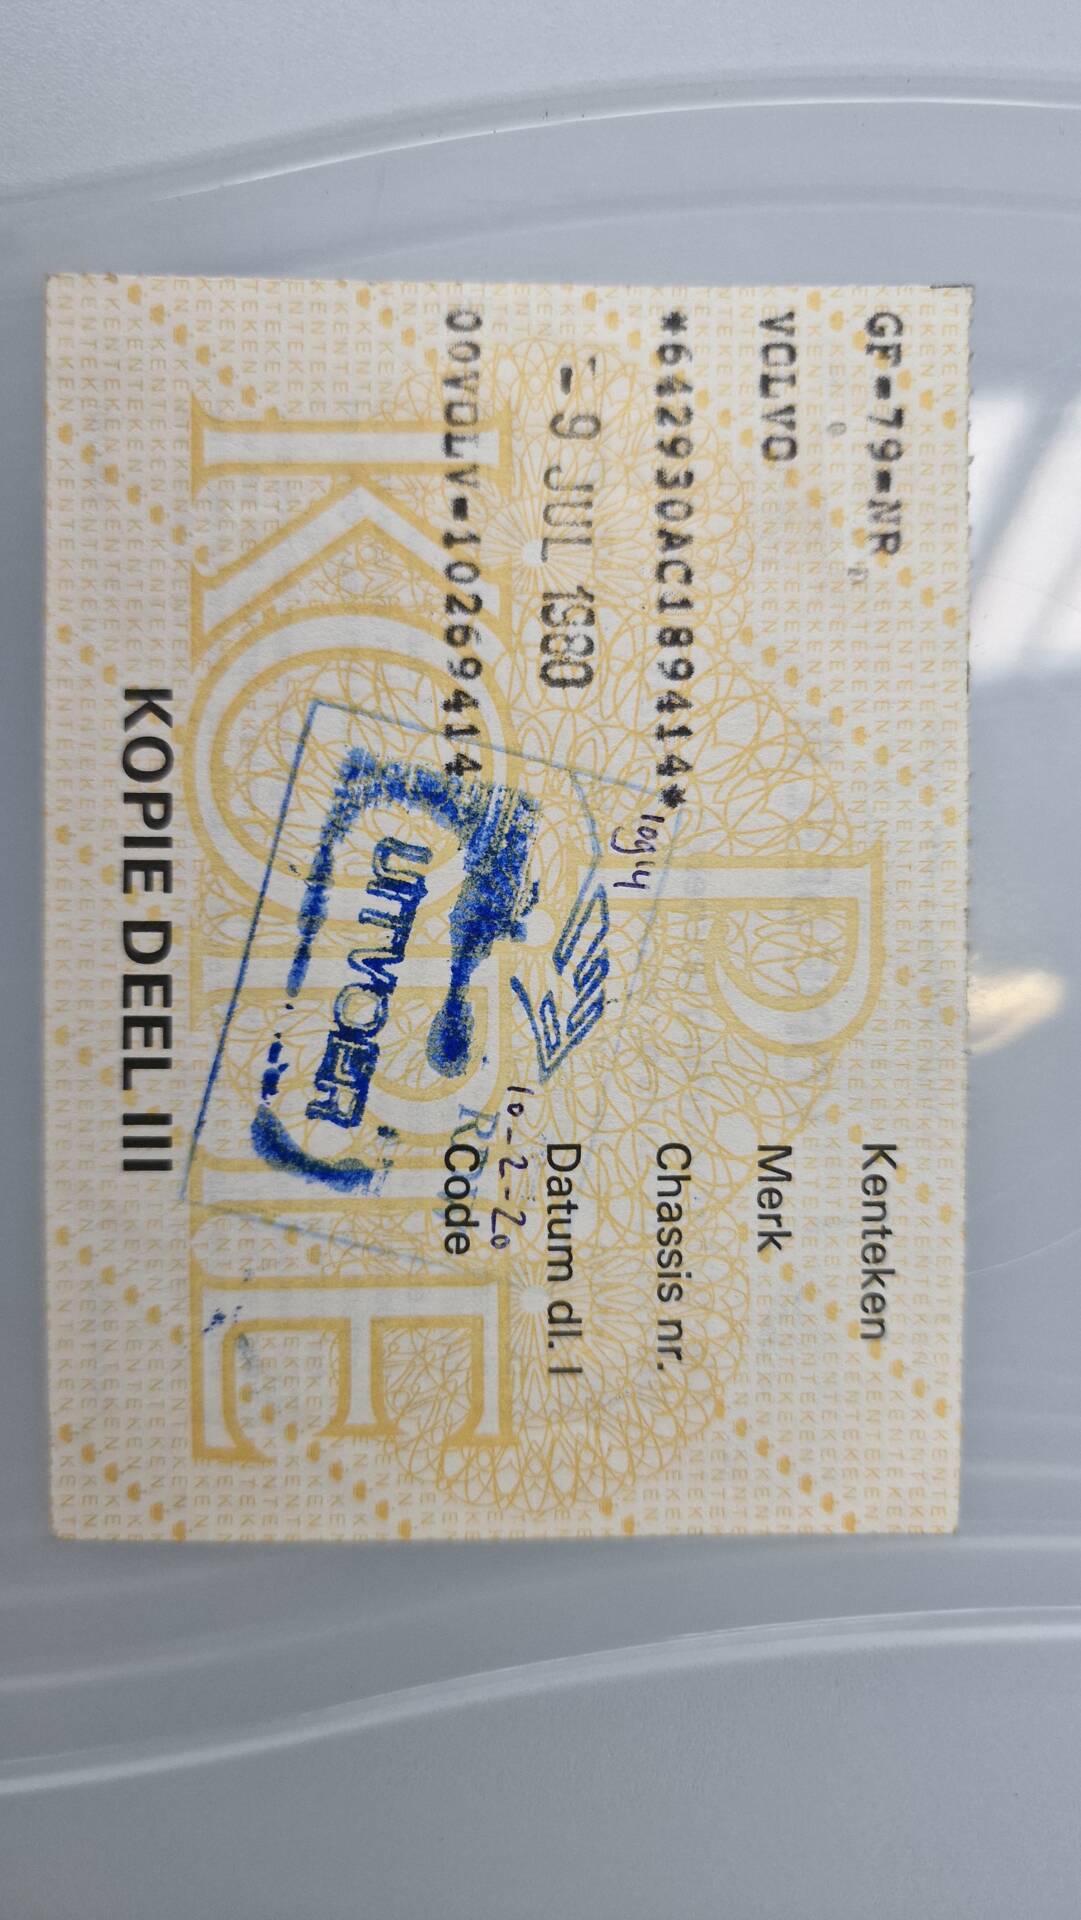 GF-79-NR Kenteken
VOLVO Merk
*642930AC189414* Chassis nr.
- 9 JUL 1980 Datum dl. I
00VOLV-10269414 Code
10-2-20
UITVOER
KOPIE
KOPIE DEEL III